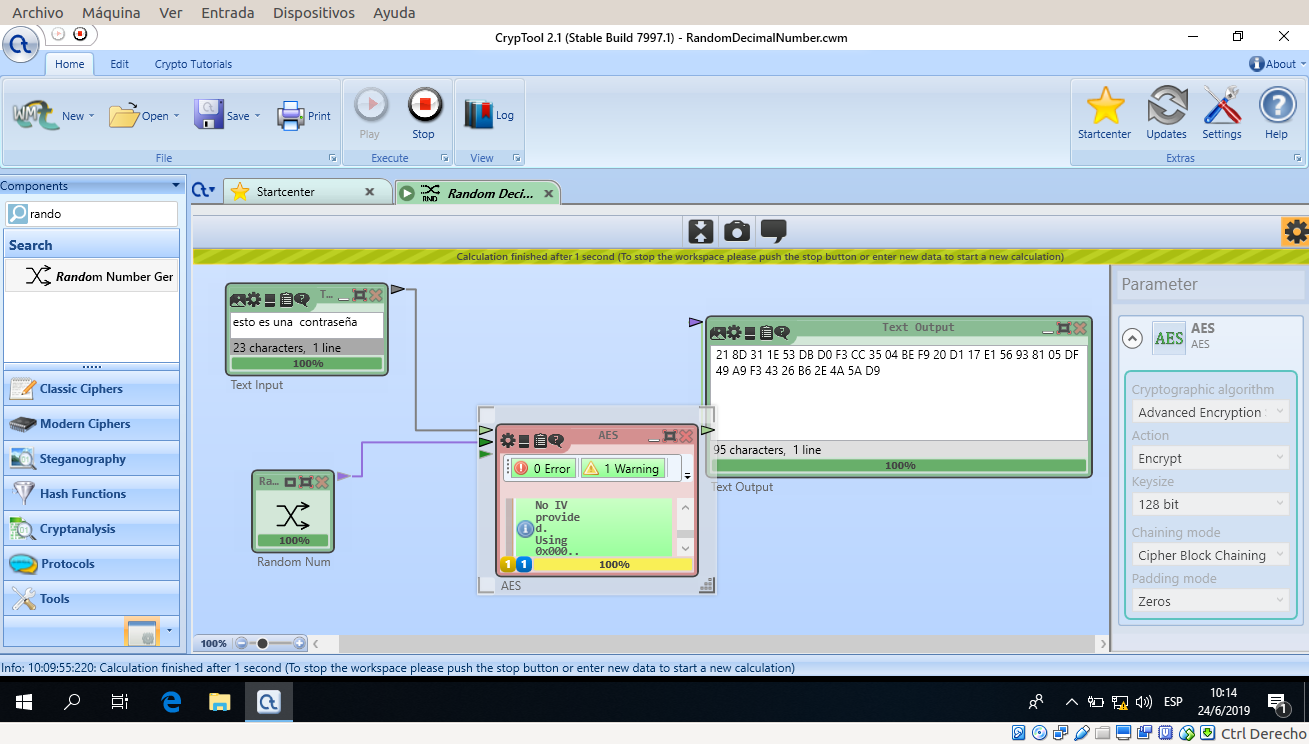 Archivo Máquina Ver Entrada Dispositivos Ayuda
CrypTool 2.1 (Stable Build 7997.1) - RandomDecimalNumber.cwm
Home Edit Crypto Tutorials
About
New Open Save Print
Play Stop Log
Startcenter Updates Settings Help
File Execute View Extras
Components
rando
Search
Random Number Ger
Classic Ciphers
Modern Ciphers
Steganography
Hash Functions
Cryptanalysis
Protocols
Tools
Startcenter
RND
Random Deci...
Calculation finished after 1 second (To stop the workspace please push the stop button or enter new data to start a new calculation)
T...
esto es una  contraseña
23 characters,  1 line
100%
Text Input
Ra...
100%
Random Num
AES
0 Error 1 Warning
No IV
provide
d.
Using
0x000..
1 1 100%
AES
Text Output
21 8D 31 1E 53 DB D0 F3 CC 35 04 BE F9 20 D1 17 E1 56 93 81 05 DF
49 A9 F3 43 26 B6 2E 4A 5A D9
95 characters,  1 line
100%
Text Output
100%
Parameter
AES
AES
AES
Cryptographic algorithm
Advanced Encryption
Action
Encrypt
Keysize
128 bit
Chaining mode
Cipher Block Chaining
Padding mode
Zeros
Info: 10:09:55:220: Calculation finished after 1 second (To stop the workspace please push the stop button or enter new data to start a new calculation)
ESP
10:14
24/6/2019
1
Ctrl Derecho